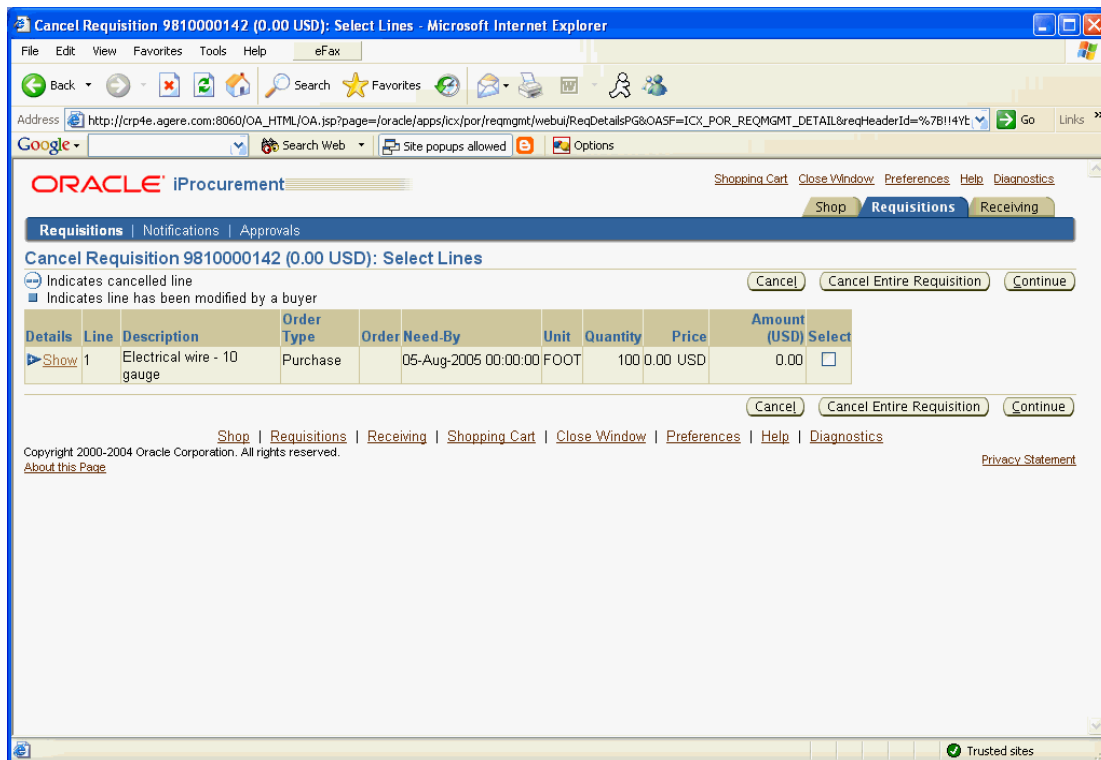 Cancel Requisition 9810000142 (0.00 USD): Select Lines - Microsoft Internet Explorer
File Edit View Favorites Tools Help eFax
Back Search Favorites
Address http://crp4e.agere.com:8060/OA_HTML/OA.jsp?page=/oracle/apps/icx/por/reqmgmt/webui/ReqDetailsPG&OASF=ICX_POR_REQMGMT_DETAIL&reqHeaderId=%7B!!4YL Go Links »
Google Search Web Site popups allowed Options
ORACLE iProcurement
Shopping Cart Close Window Preferences Help Diagnostics
Shop Requisitions Receiving
Requisitions | Notifications | Approvals
Cancel Requisition 9810000142 (0.00 USD): Select Lines
Indicates cancelled line
Indicates line has been modified by a buyer
Cancel Cancel Entire Requisition Continue
Details Line Description Order Type Order Need-By Unit Quantity Price Amount (USD) Select
Show 1 Electrical wire - 10 gauge Purchase 05-Aug-2005 00:00:00 FOOT 100 0.00 USD 0.00
Cancel Cancel Entire Requisition Continue
Shop | Requisitions | Receiving | Shopping Cart | Close Window | Preferences | Help | Diagnostics
Copyright 2000-2004 Oracle Corporation. All rights reserved.
About this Page
Privacy Statement
Trusted sites